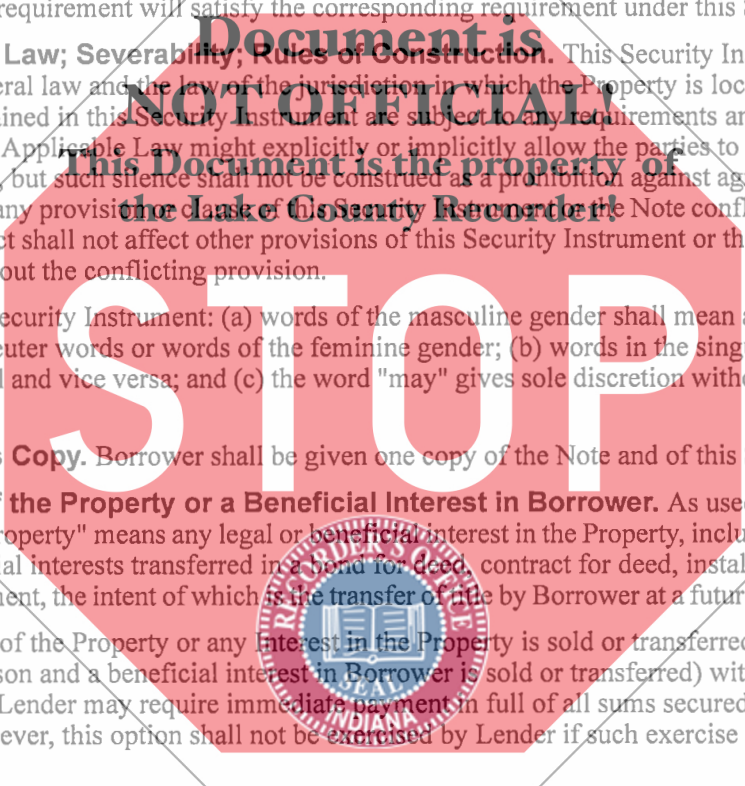 requirement will satisfy the corresponding requirement under this
Document is
Law; Severability; Rules of Construction. This Security In
eral law and the law of the jurisdiction in which the Property is loc
NOT OFFICIAL!
ined in this Security Instrument are subject to any requirements an
Applicable Law might explicitly or implicitly allow the parties to
This Document is the property of
, but such silence shall not be construed as a prohibition against ag
the Lake County Recorder!
any provision or clause of this Security Instrument or the Note confl
ct shall not affect other provisions of this Security Instrument or th
out the conflicting provision.
ecurity Instrument: (a) words of the masculine gender shall mean a
euter words or words of the feminine gender; (b) words in the sing
l and vice versa; and (c) the word "may" gives sole discretion witho
STOP
s Copy. Borrower shall be given one copy of the Note and of this
f the Property or a Beneficial Interest in Borrower. As use
roperty" means any legal or beneficial interest in the Property, inclu
al interests transferred in a bond for deed, contract for deed, instal
ment, the intent of which is the transfer of title by Borrower at a futur
RECORDER'S OFFICE
of the Property or any Interest in the Property is sold or transferred
son and a beneficial interest in Borrower is sold or transferred) wit
SEAL
Lender may require immediate payment in full of all sums secured
INDIANA
ever, this option shall not be exercised by Lender if such exercise